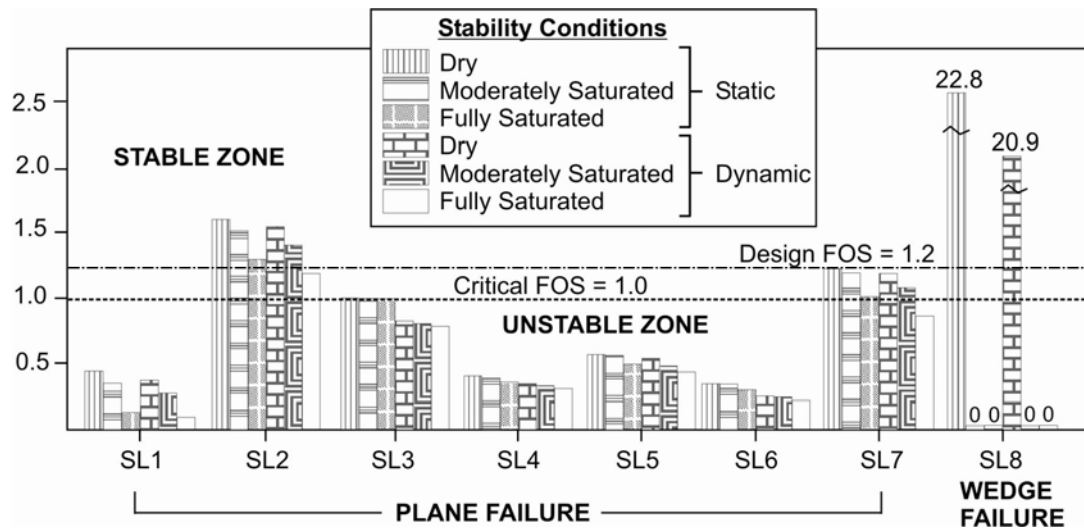 Stability Conditions
Dry
Moderately Saturated
Fully Saturated
Static
Dry
Moderately Saturated
Fully Saturated
Dynamic
2.5
2.0
1.5
1.0
0.5
STABLE ZONE
22.8
20.9
Design FOS = 1.2
Critical FOS = 1.0
UNSTABLE ZONE
0 0 0 0
SL1 SL2 SL3 SL4 SL5 SL6 SL7 SL8
PLANE FAILURE
WEDGE
FAILURE